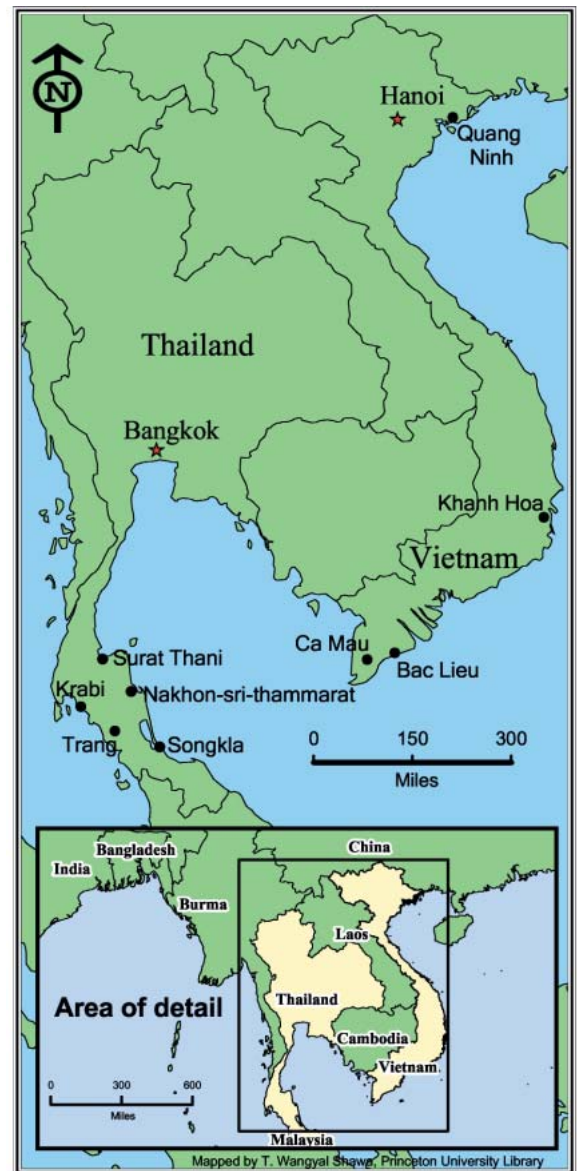 N
Hanoi
Quang
Ninh
Thailand
Bangkok
Khanh Hoa
Vietnam
Ca Mau
Bac Lieu
Surat Thani
Krabi
Nakhon-sri-thammarat
Trang
Songkla
0 150 300
Miles
China
Bangladesh
India
Burma
Laos
Area of detail
Thailand
Cambodia
Vietnam
0 300 600
Miles
Malaysia
Mapped by T. Wangyal Shawa, Princeton University Library